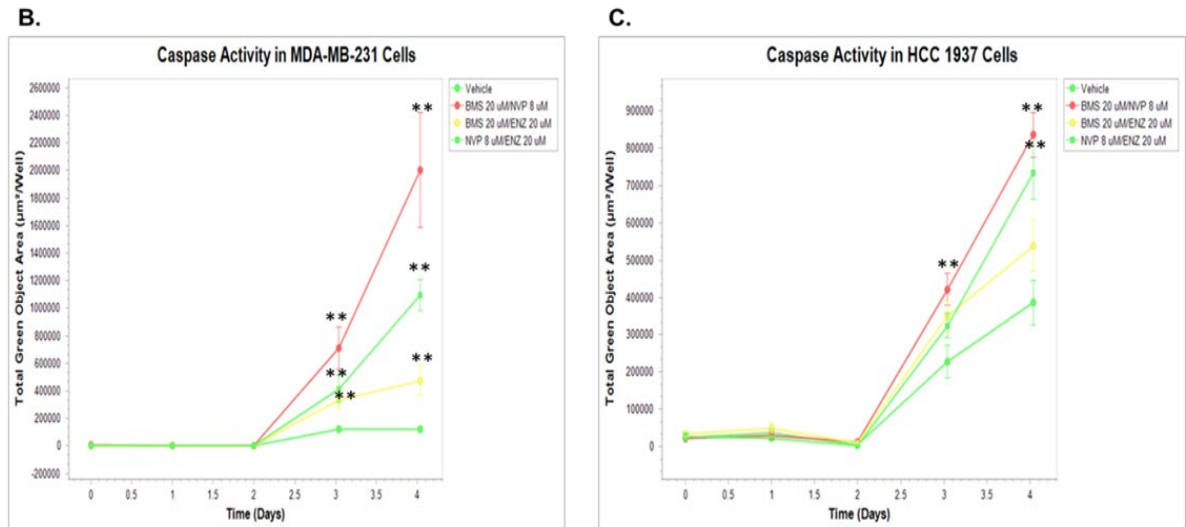 B.
Caspase Activity in MDA-MB-231 Cells
Total Green Object Area (µm²/Well)
2600000
2400000
2200000
2000000
1800000
1600000
1400000
1200000
1000000
800000
600000
400000
200000
0
-200000
0 0.5 1 1.5 2 2.5 3 3.5 4
Time (Days)
Vehicle
BMS 20 uM/NVP 8 uM
BMS 20 uM/ENZ 20 uM
NVP 8 uM/ENZ 20 uM
**
**
**
**
**
**
C.
Caspase Activity in HCC 1937 Cells
Total Green Object Area (µm²/Well)
900000
800000
700000
600000
500000
400000
300000
200000
100000
0
0 0.5 1 1.5 2 2.5 3 3.5 4
Time (Days)
Vehicle
BMS 20 uM/NVP 8 uM
BMS 20 uM/ENZ 20 uM
NVP 8 uM/ENZ 20 uM
**
**
**